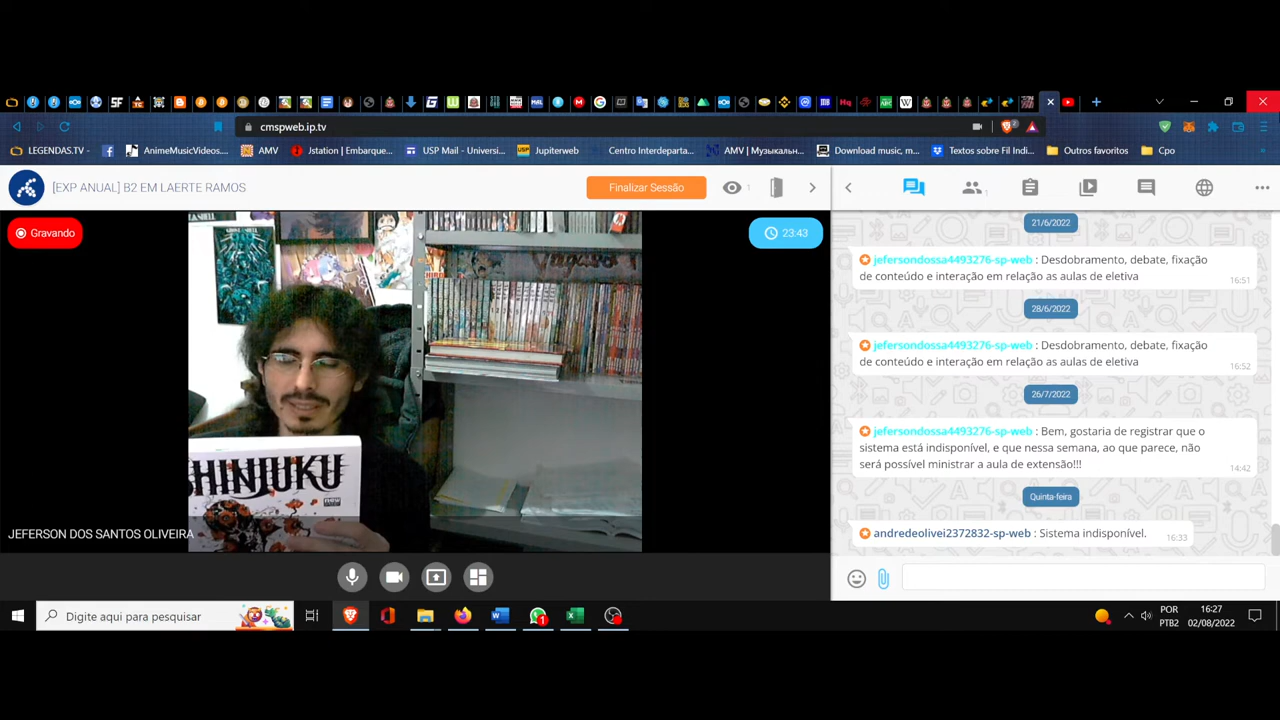 cmspweb.ip.tv
LEGENDAS.TV -
AnimeMusicVideos....
AMV
Jstation | Embarque...
USP Mail - Universi...
Jupiterweb
Centro Interdeparta...
AMV | Музыкальн...
Download music, m...
Textos sobre Fil Indi...
Outros favoritos
Cpo
[EXP ANUAL] B2 EM LAERTE RAMOS
Finalizar Sessão
1
1
Gravando
23:43
SHINJUKU
new
JEFERSON DOS SANTOS OLIVEIRA
21/6/2022
jefersondossa4493276-sp-web : Desdobramento, debate, fixação
de conteúdo e interação em relação as aulas de eletiva
16:51
28/6/2022
jefersondossa4493276-sp-web : Desdobramento, debate, fixação
de conteúdo e interação em relação as aulas de eletiva
16:52
26/7/2022
jefersondossa4493276-sp-web : Bem, gostaria de registrar que o
sistema está indisponível, e que nessa semana, ao que parece, não
será possível ministrar a aula de extensão!!!
14:42
Quinta-feira
andredeolivei2372832-sp-web : Sistema indisponível.
16:33
Digite aqui para pesquisar
POR
PTB2
16:27
02/08/2022